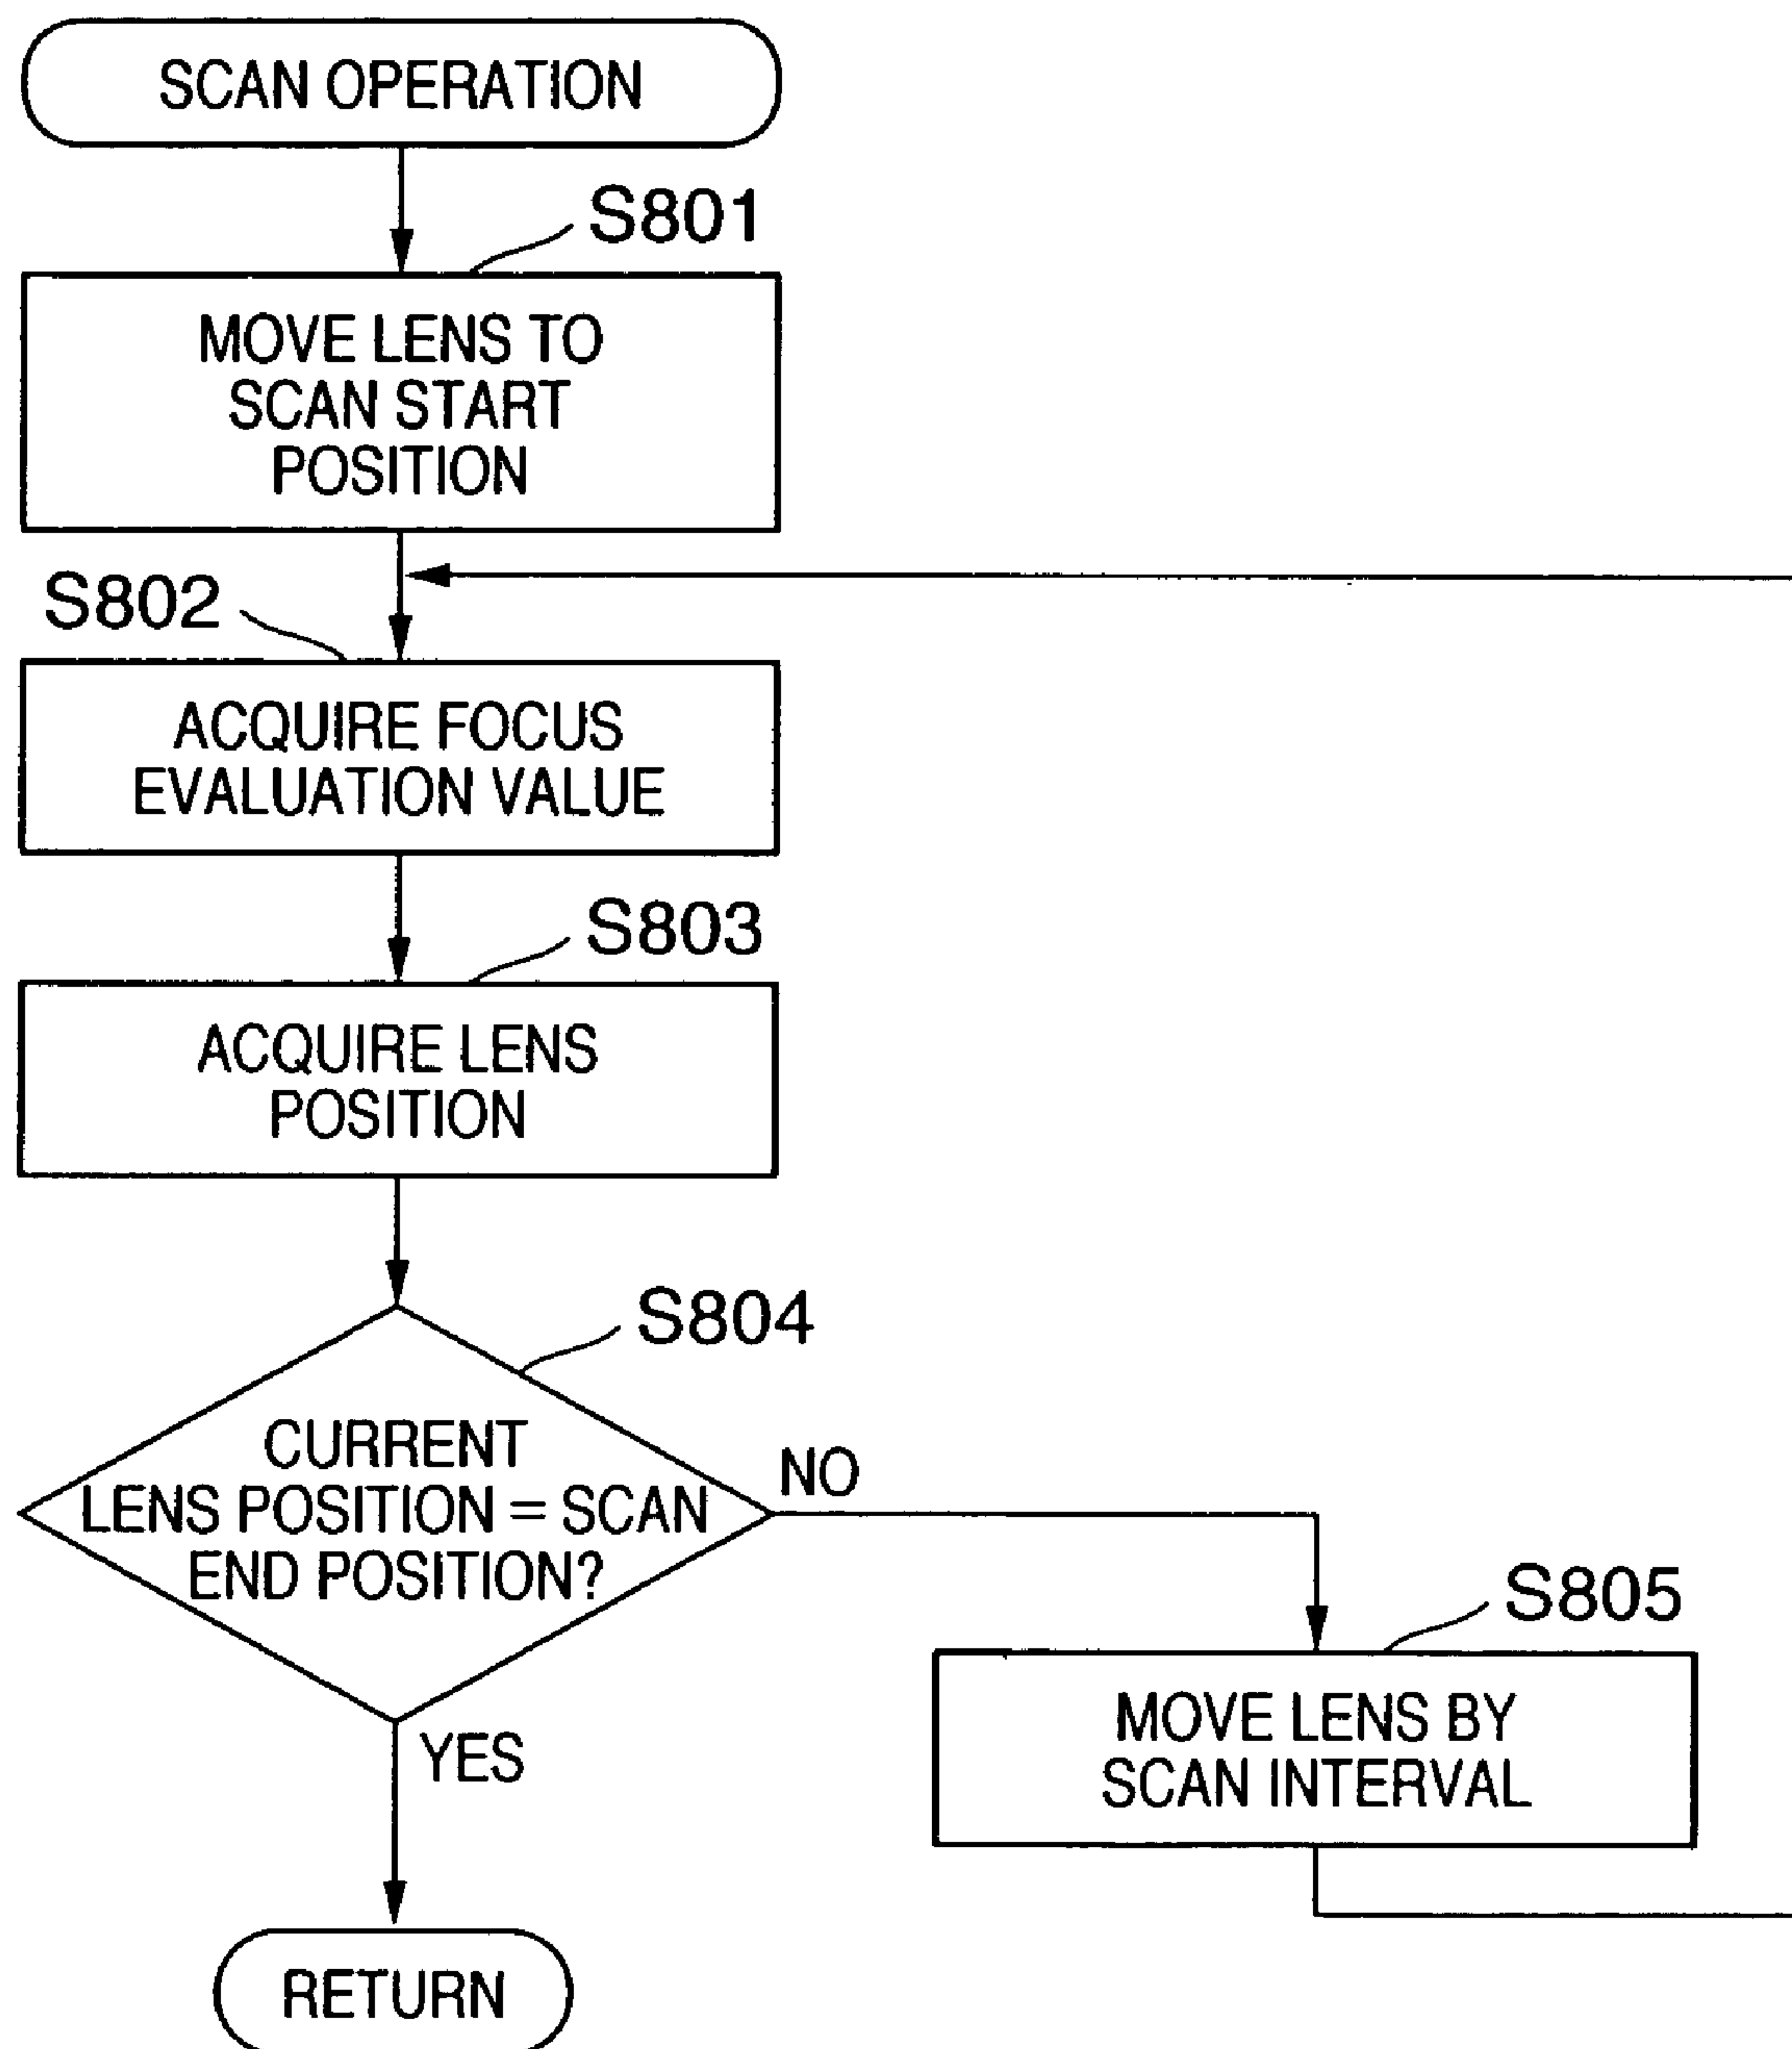 SCAN OPERATION
S801
MOVE LENS TO
SCAN START
POSITION
S802
ACQUIRE FOCUS
EVALUATION VALUE
S803
ACQUIRE LENS
POSITION
S804
CURRENT
LENS POSITION = SCAN
END POSITION?
NO
YES
S805
MOVE LENS BY
SCAN INTERVAL
RETURN